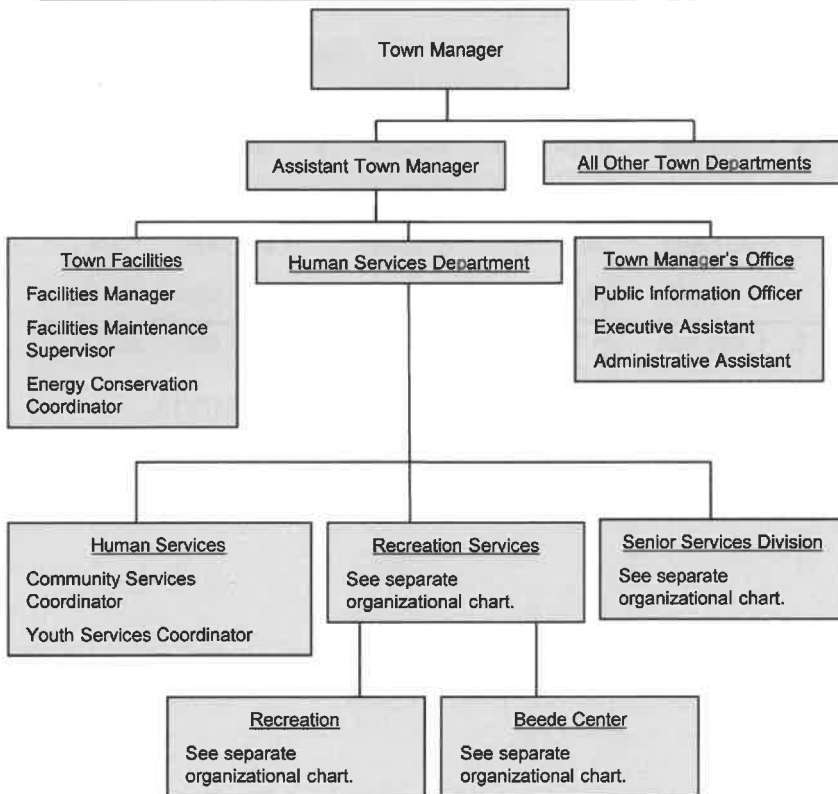 Town Manager
Assistant Town Manager
All Other Town Departments
Town Facilities
Facilities Manager
Facilities Maintenance
Supervisor
Energy Conservation
Coordinator
Human Services Department
Town Manager's Office
Public Information Officer
Executive Assistant
Administrative Assistant
Human Services
Community Services
Coordinator
Youth Services Coordinator
Recreation Services
See separate
organizational chart.
Senior Services Division
See separate
organizational chart.
Recreation
See separate
organizational chart.
Beede Center
See separate
organizational chart.